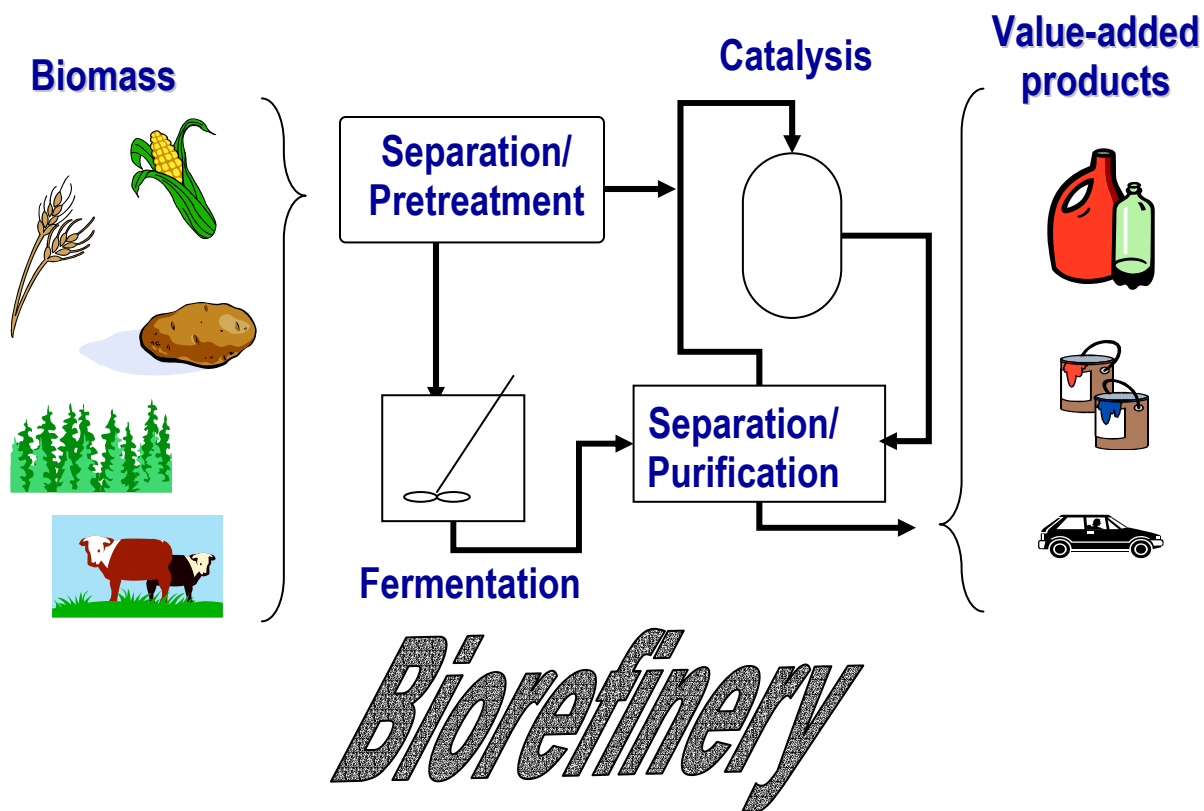 Biomass
Separation/
Pretreatment
Catalysis
Value-added
products
Separation/
Purification
Fermentation
Biorefinery